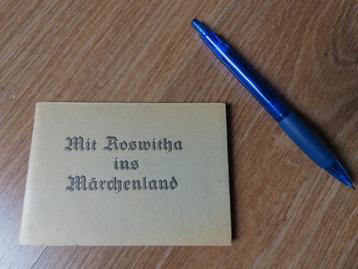 Mit Roswitha
ins
Märchenland